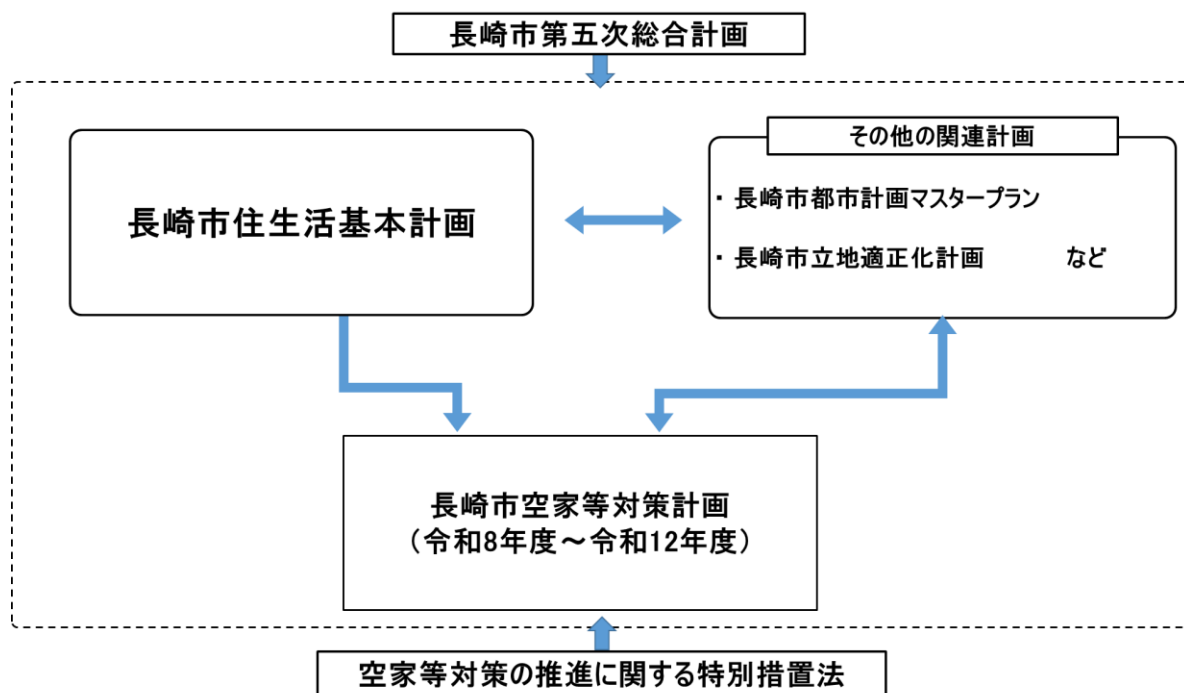 長崎市第五次総合計画
長崎市住生活基本計画
その他の関連計画
・ 長崎市都市計画マスタープラン
・ 長崎市立地適正化計画 など
長崎市空家等対策計画
（令和8年度～令和12年度）
空家等対策の推進に関する特別措置法